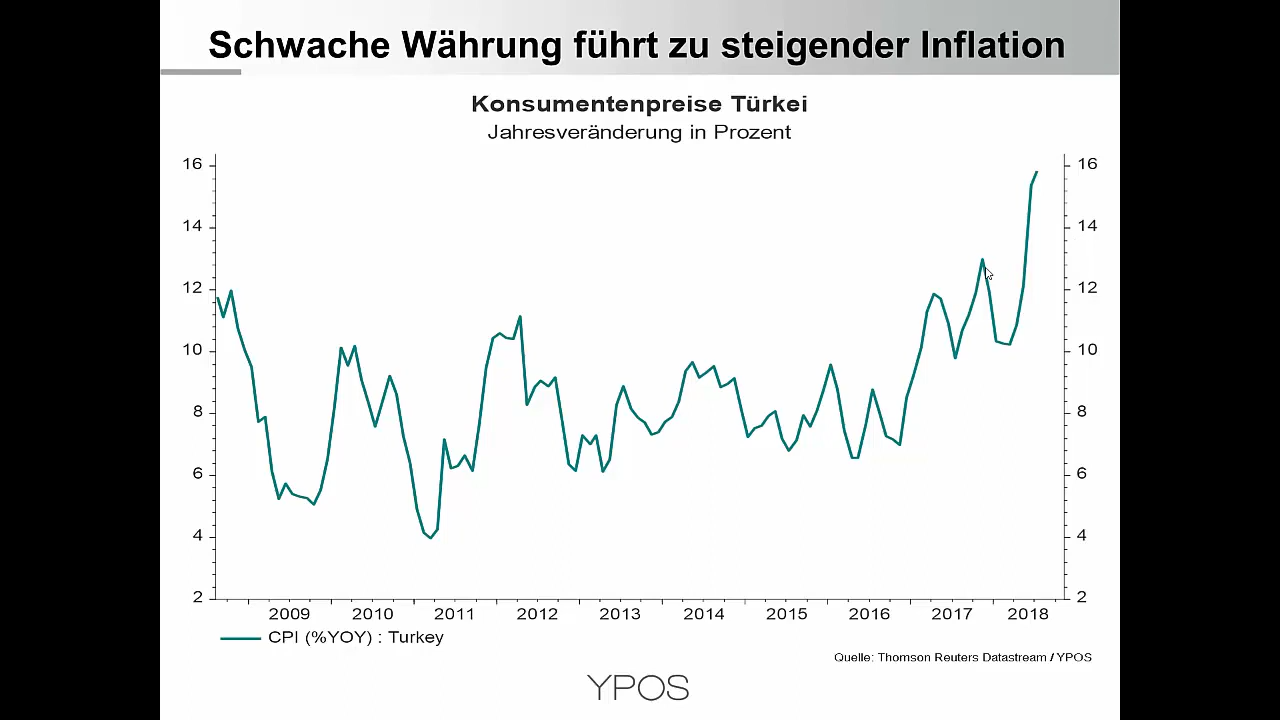 Schwache Währung führt zu steigender Inflation
Konsumentenpreise Türkei
Jahresveränderung in Prozent
16 16
14 14
12 12
10 10
8 8
6 6
4 4
2 2
2009 2010 2011 2012 2013 2014 2015 2016 2017 2018
CPI (%YOY) : Turkey
Quelle: Thomson Reuters Datastream / YPOS
YPOS